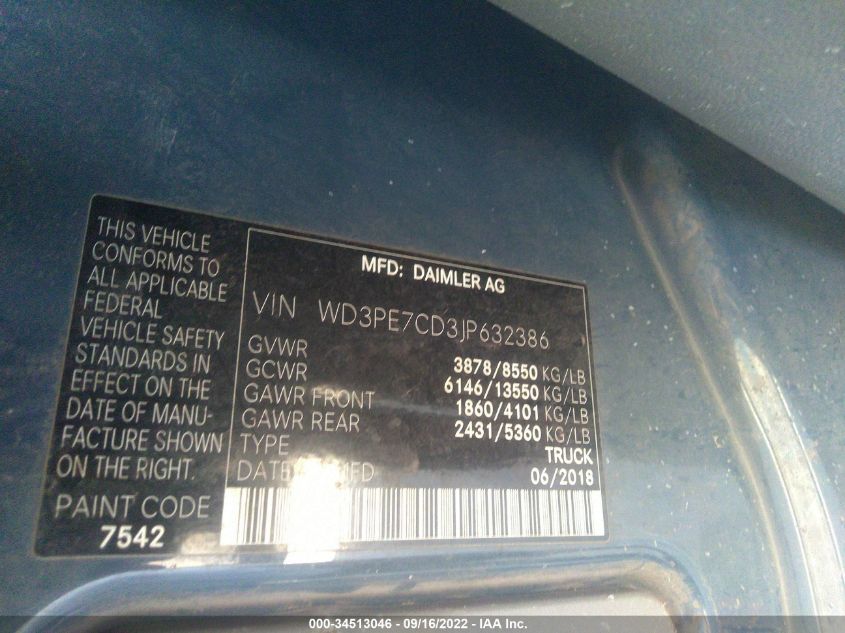 THIS VEHICLE
CONFORMS TO
ALL APPLICABLE
FEDERAL
VEHICLE SAFETY
STANDARDS IN
EFFECT ON THE
DATE OF MANU-
FACTURE SHOWN
ON THE RIGHT.
PAINT CODE
7542
MFD: DAIMLER AG
VIN WD3PE7CD3JP632386
GVWR 3878/8550 KG/LB
GCWR 6146/13550 KG/LB
GAWR FRONT 1860/4101 KG/LB
GAWR REAR 2431/5360 KG/LB
TYPE TRUCK
DATE MFD 06/2018
000-34513046 - 09/16/2022 - IAA Inc.